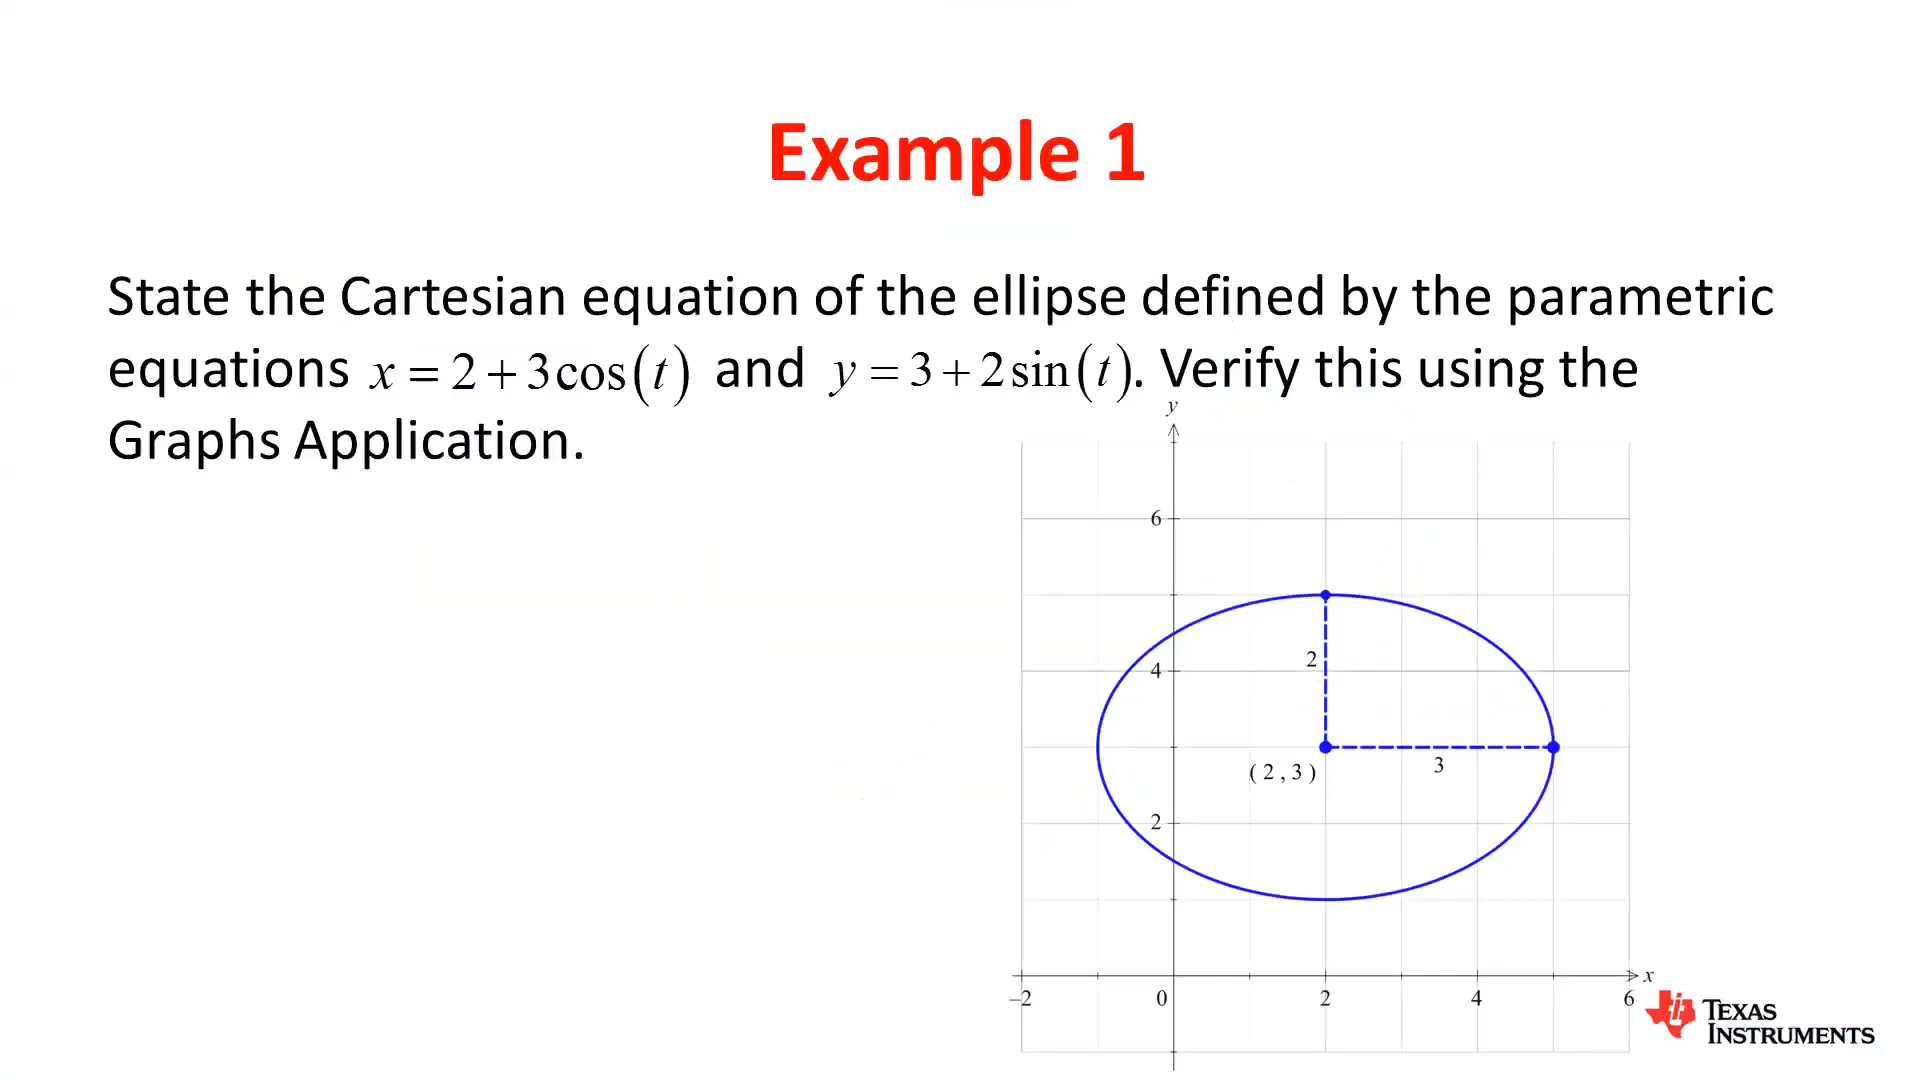 Example 1
State the Cartesian equation of the ellipse defined by the parametric
equations x = 2 + 3cos(t) and y = 3 + 2sin(t). Verify this using the
Graphs Application.
y
6
4
2
2
(2,3)
3
-2
0
2
4
6
x
TEXAS
INSTRUMENTS